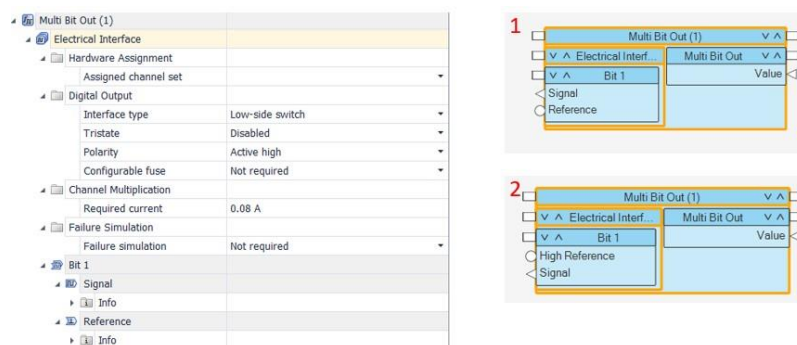 Multi Bit Out (1)
Electrical Interface
Hardware Assignment
Assigned channel set
Digital Output
Interface type Low-side switch
Tristate Disabled
Polarity Active high
Configurable fuse Not required
Channel Multiplication
Required current 0.08 A
Failure Simulation
Failure simulation Not required
Bit 1
Signal
Info
Reference
Info
1
Multi Bit Out (1)
Electrical Interf... Multi Bit Out
Bit 1 Value
Signal
Reference
2
Multi Bit Out (1)
Electrical Interf... Multi Bit Out
Bit 1 Value
High Reference
Signal